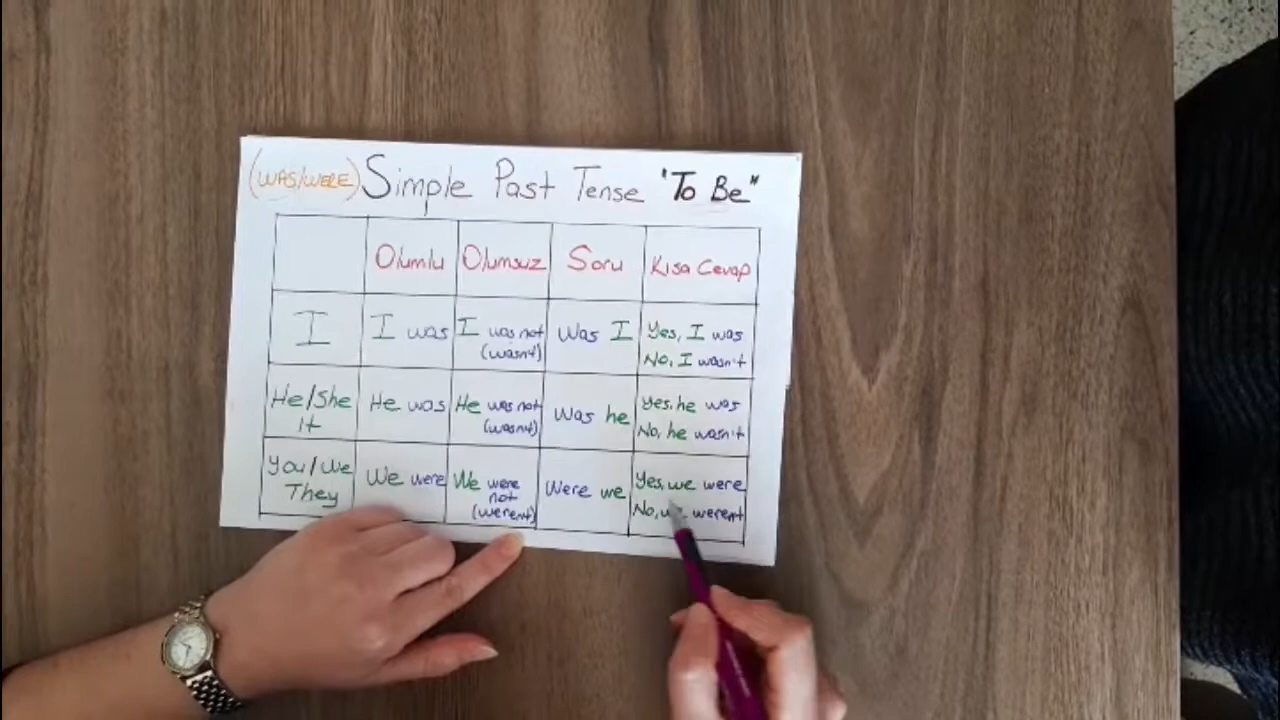 (WAS/WERE) Simple Past Tense "To Be"
Olumlu Olumsuz Soru Kısa Cevap
I I was I was not (wasn't) Was I Yes, I was
No, I wasn't
He/She It He was He was not (wasn't) Was he Yes, he was
No, he wasn't
You/We They We were We were not (weren't) Were we Yes, we were
No, we weren't